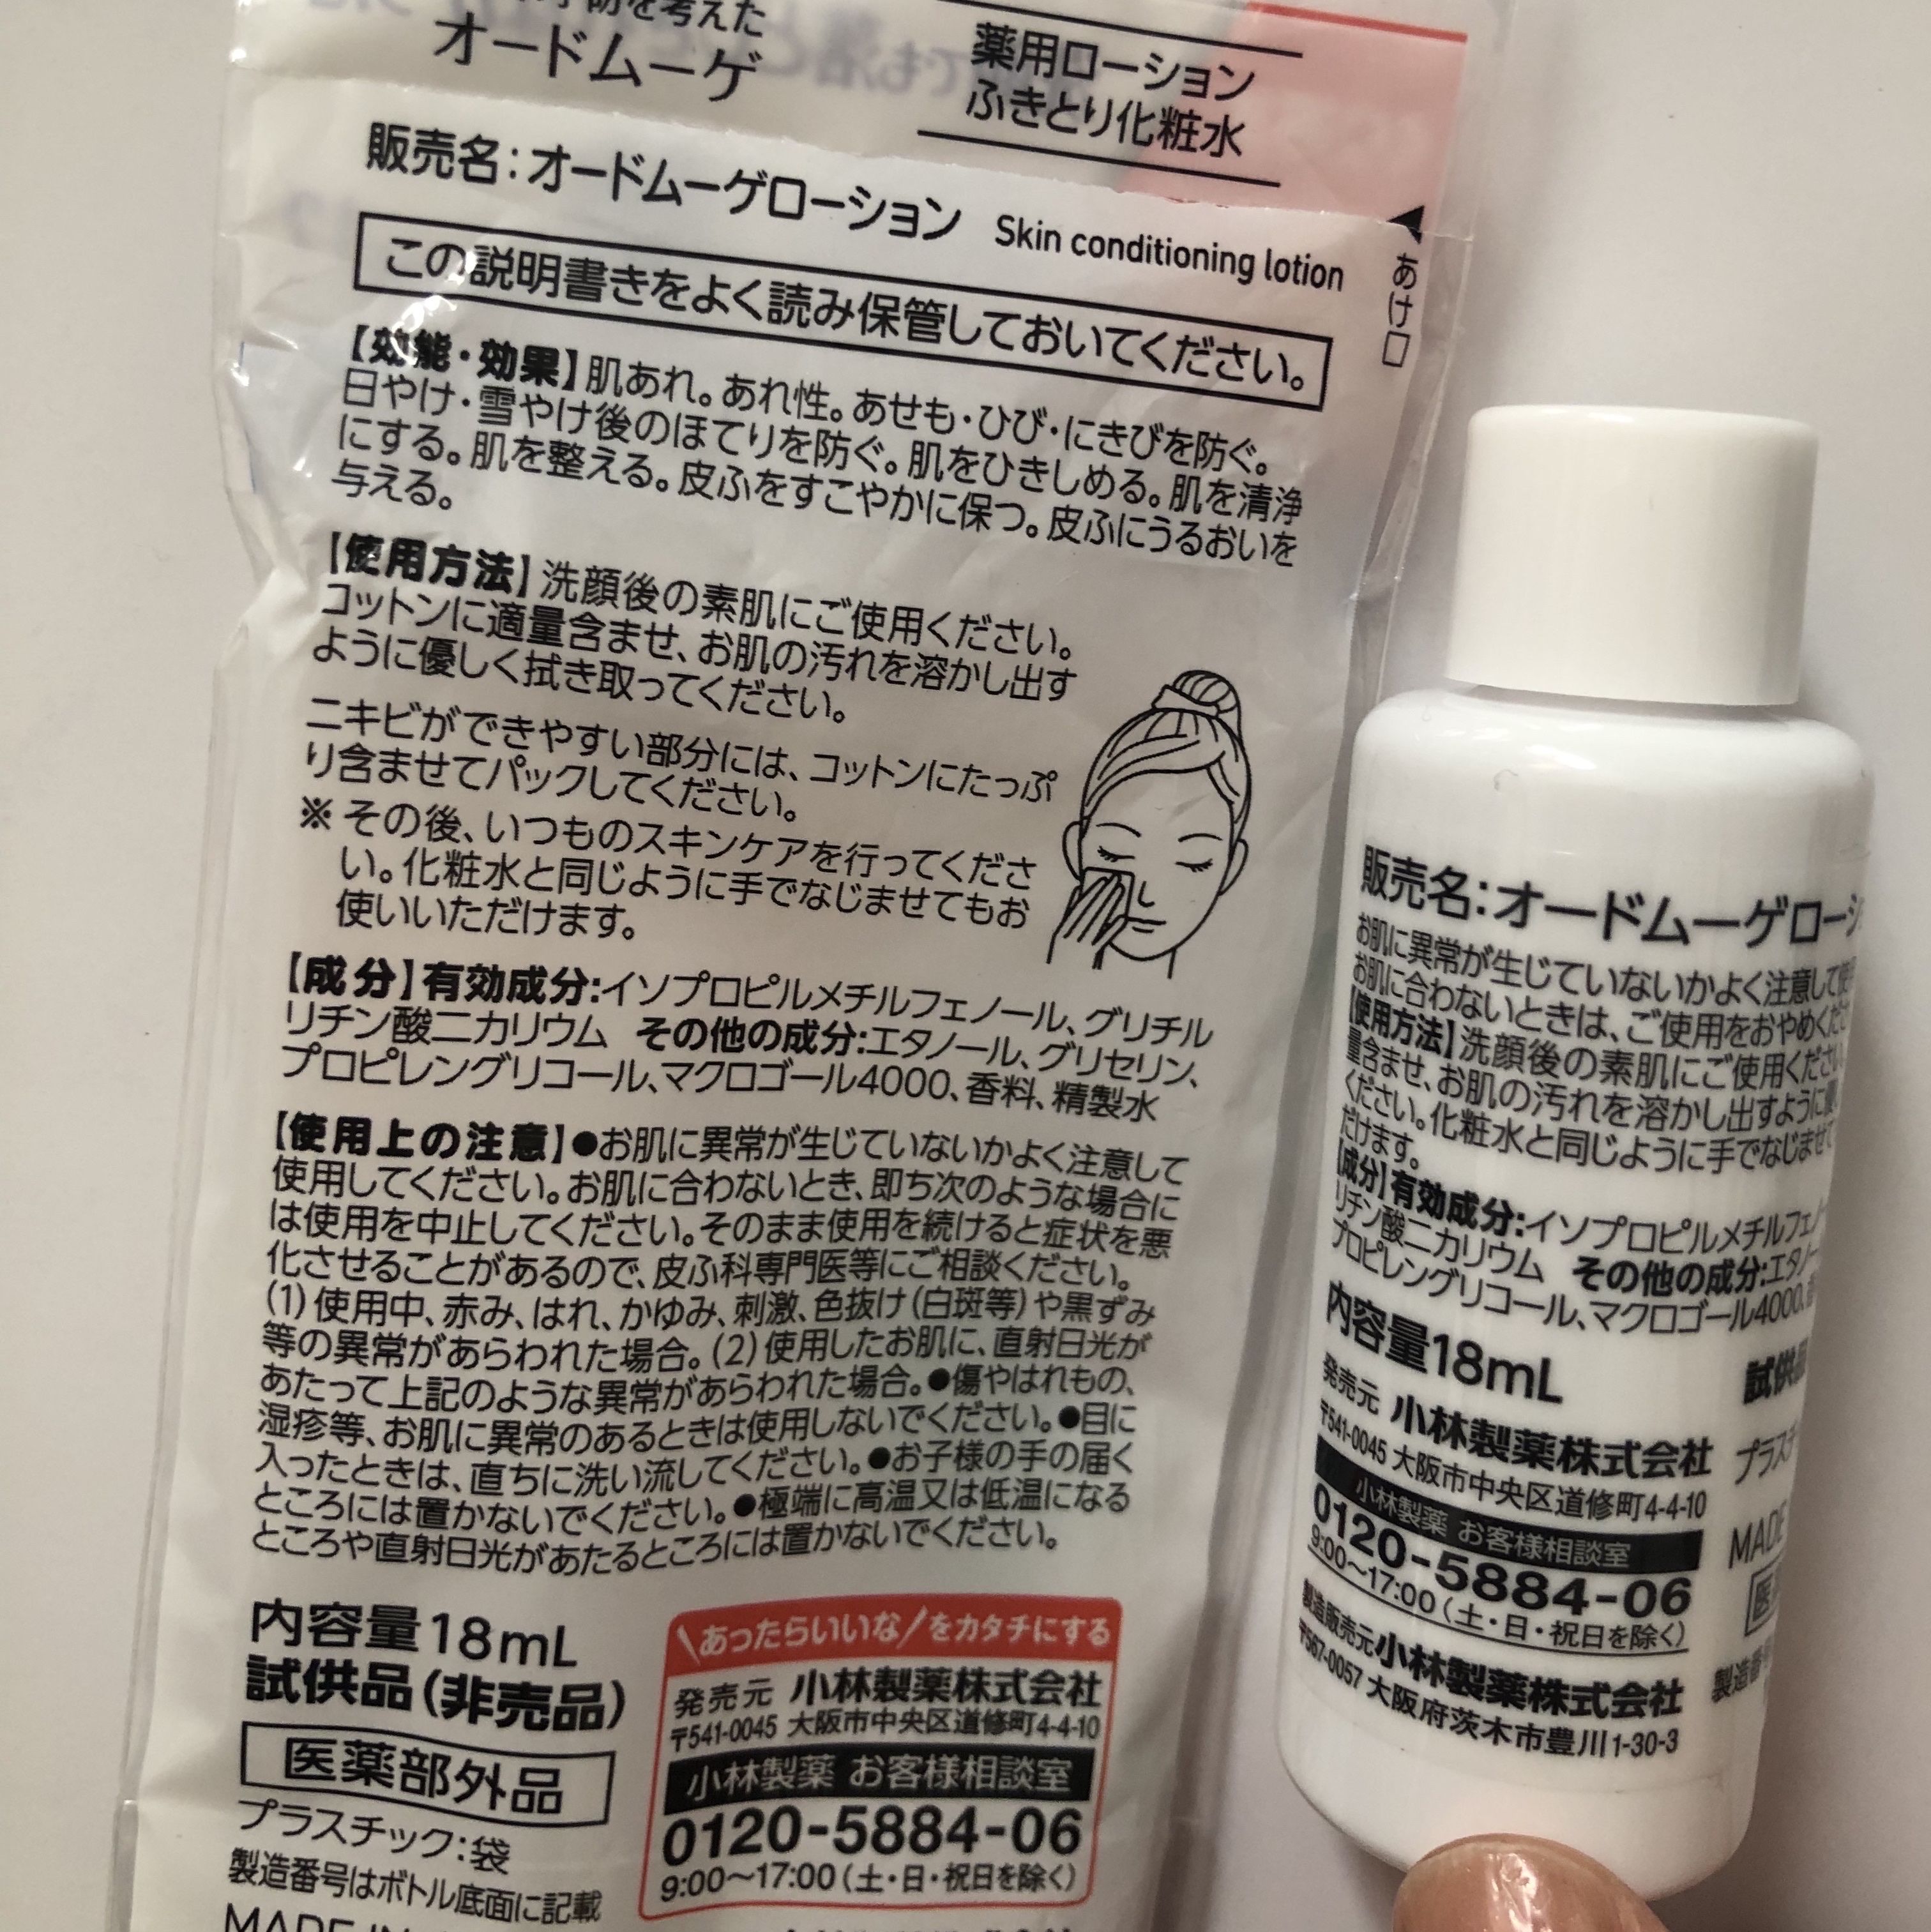 防を考えた
オードムーゲ
薬用ローション
ふきとり化粧水
販売名：オードムーゲローション Skin conditioning lotion
◀あけ口
この説明書きをよく読み保管しておいてください。
【効能・効果】肌あれ。あれ性。あせも・ひび・にきびを防ぐ。
日やけ・雪やけ後のほてりを防ぐ。肌をひきしめる。肌を清浄
にする。肌を整える。皮ふをすこやかに保つ。皮ふにうるおいを
与える。
【使用方法】洗顔後の素肌にご使用ください。
コットンに適量含ませ、お肌の汚れを溶かし出す
ように優しく拭き取ってください。
ニキビができやすい部分には、コットンにたっぷ
り含ませてパックしてください。
※その後、いつものスキンケアを行ってくださ
い。化粧水と同じように手でなじませてもお
使いいただけます。
【成分】有効成分:イソプロピルメチルフェノール、グリチル
リチン酸二カリウム その他の成分:エタノール、グリセリン、
プロピレングリコール、マクロゴール4000、香料、精製水
【使用上の注意】●お肌に異常が生じていないかよく注意して
使用してください。お肌に合わないとき、即ち次のような場合に
は使用を中止してください。そのまま使用を続けると症状を悪
化させることがあるので、皮ふ科専門医等にご相談ください。
(1)使用中、赤み、はれ、かゆみ、刺激、色抜け(白斑等)や黒ずみ
等の異常があらわれた場合。(2)使用したお肌に、直射日光が
あたって上記のような異常があらわれた場合。●傷やはれもの、
湿疹等、お肌に異常のあるときは使用しないでください。●目に
入ったときは、直ちに洗い流してください。●お子様の手の届く
ところには置かないでください。●極端に高温又は低温になる
ところや直射日光があたるところには置かないでください。
内容量18mL
試供品(非売品)
医薬部外品
プラスチック:袋
製造番号はボトル底面に記載
MADE IN
\あったらいいな/をカタチにする
発売元 小林製薬株式会社
〒541-0045 大阪市中央区道修町4-4-10
小林製薬 お客様相談室
0120-5884-06
9:00〜17:00(土・日・祝日を除く)
販売名：オードムーゲローシ
お肌に異常が生じていないかよく注意して使
お肌に合わないときは、ご使用をおやめくださ
【使用方法】洗顔後の素肌にご使用ください
量含ませ、お肌の汚れを溶かし出すように
ください。化粧水と同じように手でなじませて
だけます。
【成分】有効成分:イソプロピルメチルフェノ
リチン酸二カリウム その他の成分:エタノー
プロピレングリコール、マクロゴール4000、
内容量18mL
試供品
発売元 小林製薬株式会社
〒541-0045 大阪市中央区道修町4-4-10
プラスチ
小林製薬 お客様相談室
0120-5884-06
9:00〜17:00(土・日・祝日を除く)
MADE
医
製造販売元 小林製薬株式会社
〒567-0057 大阪府茨木市豊川1-30-3
製造番